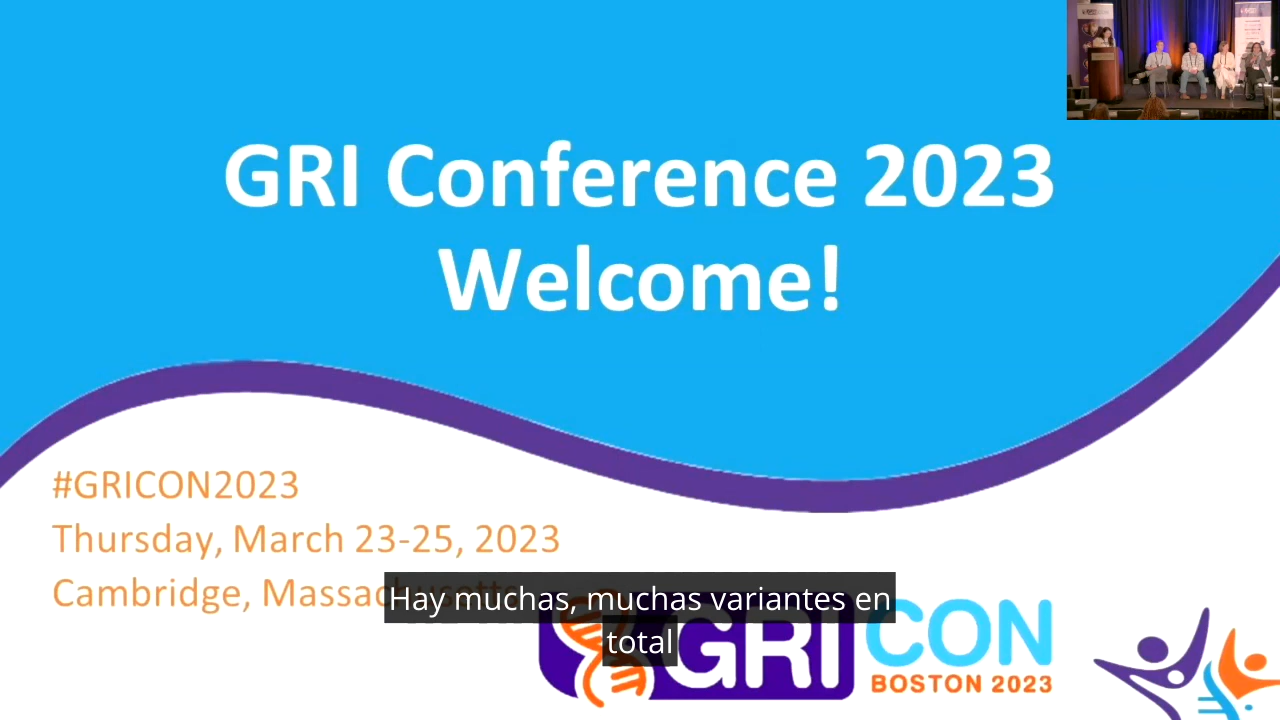 GRI Conference 2023
Welcome!
#GRICON2023
Thursday, March 23-25, 2023
Cambridge, Massachusetts
Hay muchas, muchas variantes en
total
GRI CON
BOSTON 2023